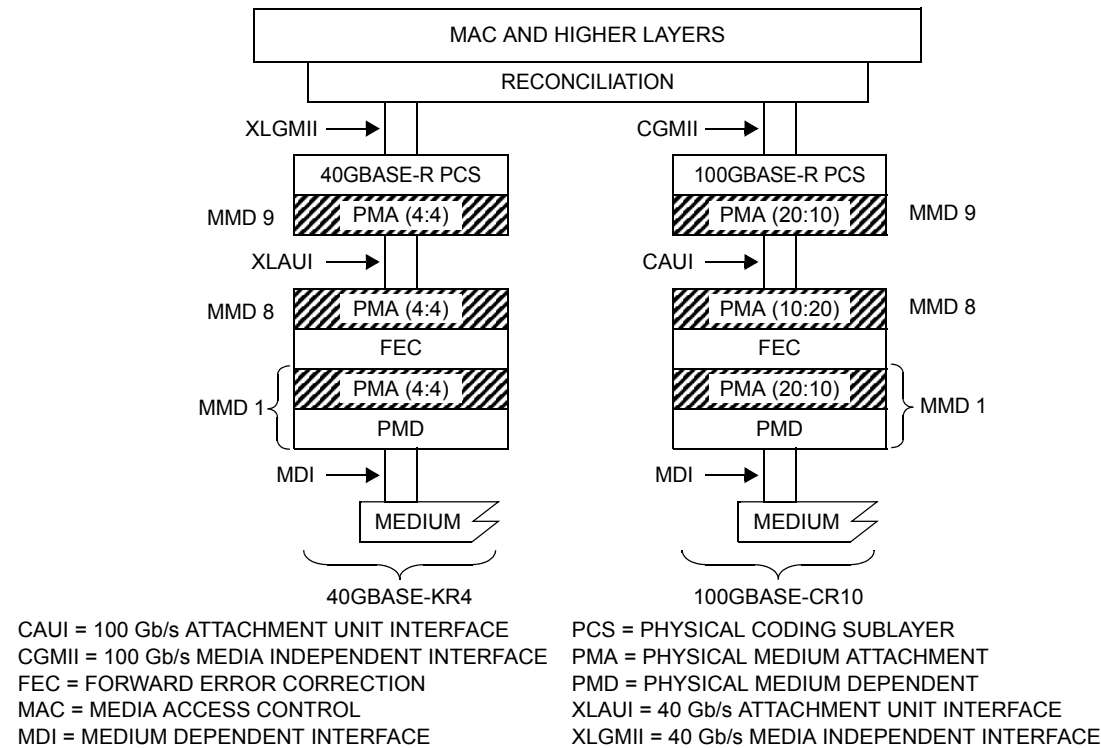 MAC AND HIGHER LAYERS
RECONCILIATION
XLGMII
CGMII
40GBASE-R PCS
100GBASE-R PCS
MMD 9
PMA (4:4)
PMA (20:10)
MMD 9
XLAUI
CAUI
MMD 8
PMA (4:4)
PMA (10:20)
MMD 8
FEC
FEC
MMD 1
PMA (4:4)
PMA (20:10)
MMD 1
PMD
PMD
MDI
MDI
MEDIUM
MEDIUM
40GBASE-KR4
100GBASE-CR10
CAUI = 100 Gb/s ATTACHMENT UNIT INTERFACE
CGMII = 100 Gb/s MEDIA INDEPENDENT INTERFACE
FEC = FORWARD ERROR CORRECTION
MAC = MEDIA ACCESS CONTROL
MDI = MEDIUM DEPENDENT INTERFACE
PCS = PHYSICAL CODING SUBLAYER
PMA = PHYSICAL MEDIUM ATTACHMENT
PMD = PHYSICAL MEDIUM DEPENDENT
XLAUI = 40 Gb/s ATTACHMENT UNIT INTERFACE
XLGMII = 40 Gb/s MEDIA INDEPENDENT INTERFACE